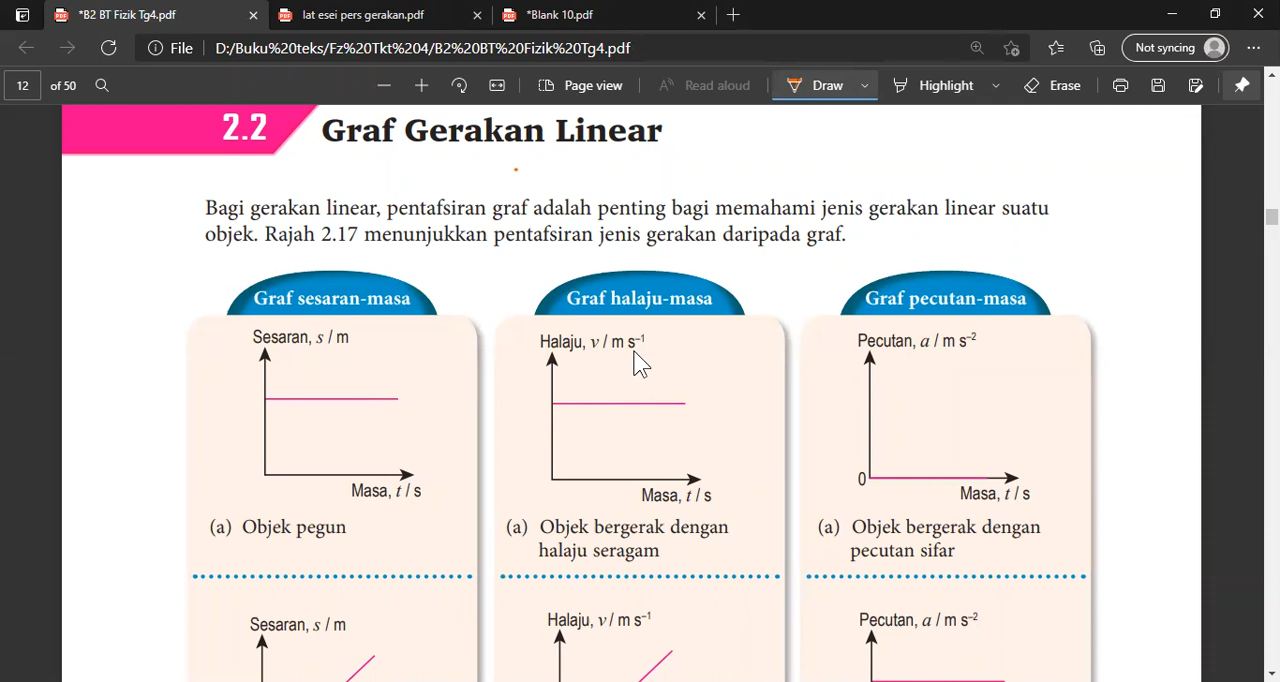 *B2 BT Fizik Tg4.pdf
lat esei pers gerakan.pdf
*Blank 10.pdf
File
D:/Buku%20teks/Fz%20Tkt%204/B2%20BT%20Fizik%20Tg4.pdf
Not syncing
12 of 50
Page view
Read aloud
Draw
Highlight
Erase
2.2 Graf Gerakan Linear
Bagi gerakan linear, pentafsiran graf adalah penting bagi memahami jenis gerakan linear suatu
objek. Rajah 2.17 menunjukkan pentafsiran jenis gerakan daripada graf.
Graf sesaran-masa
Sesaran, s / m
Masa, t / s
(a) Objek pegun
Sesaran, s / m
Graf halaju-masa
Halaju, v / m s⁻¹
Masa, t / s
(a) Objek bergerak dengan
halaju seragam
Halaju, v / m s⁻¹
Graf pecutan-masa
Pecutan, a / m s⁻²
0
Masa, t / s
(a) Objek bergerak dengan
pecutan sifar
Pecutan, a / m s⁻²